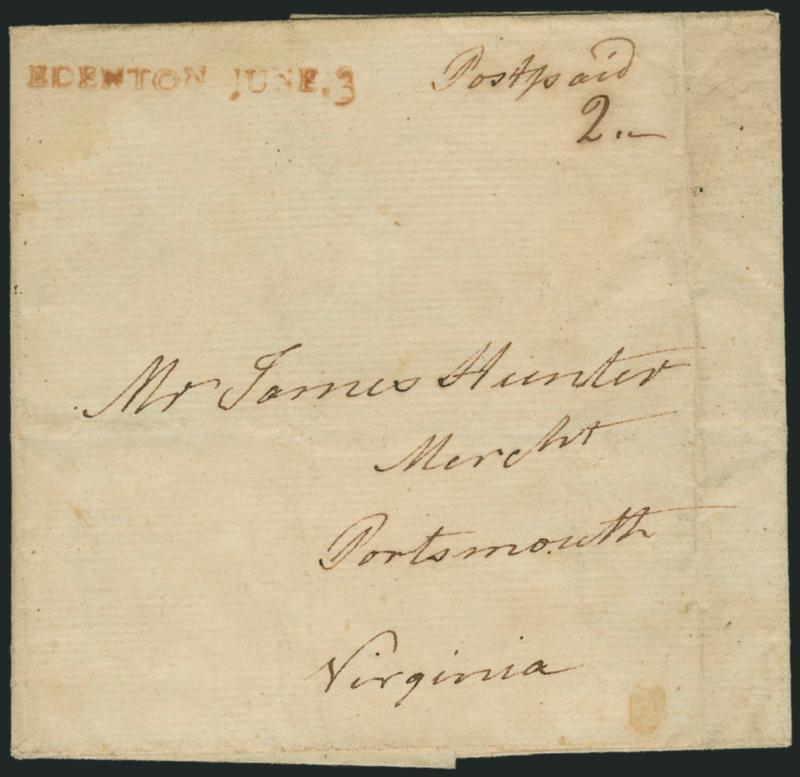 EDENTON JUNE. 3
Postpaid
2.-
Mr James Hunter
Mercht
Portsmouth
Virginia